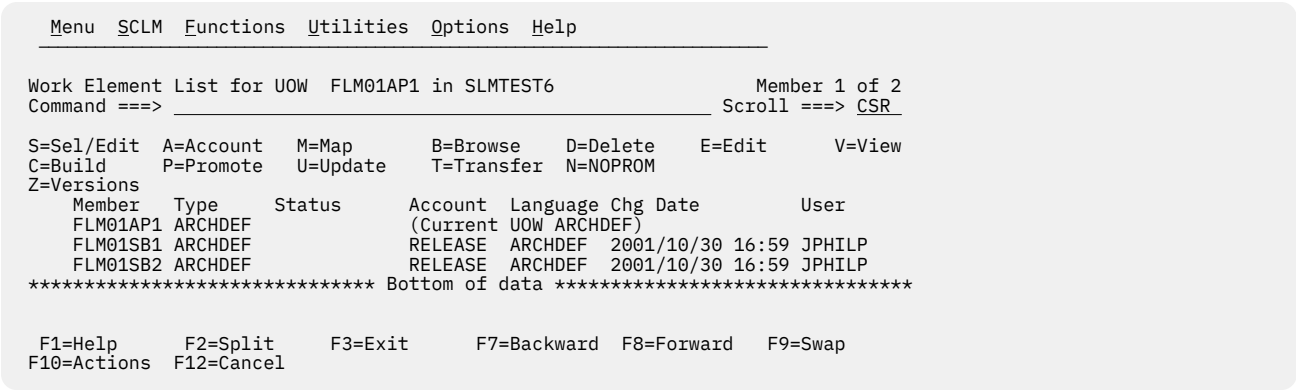 Menu  SCLM  Functions  Utilities  Options  Help
Work Element List for UOW  FLM01AP1 in SLMTEST6                  Member 1 of 2
Command ===>                                                  Scroll ===> CSR
S=Sel/Edit  A=Account   M=Map       B=Browse    D=Delete    E=Edit      V=View
C=Build     P=Promote   U=Update    T=Transfer  N=NOPROM
Z=Versions
Member   Type     Status      Account  Language Chg Date         User
FLM01AP1 ARCHDEF              (Current UOW ARCHDEF)
FLM01SB1 ARCHDEF              RELEASE  ARCHDEF  2001/10/30 16:59 JPHILP
FLM01SB2 ARCHDEF              RELEASE  ARCHDEF  2001/10/30 16:59 JPHILP
******************************* Bottom of data ********************************
F1=Help      F2=Split     F3=Exit      F7=Backward  F8=Forward   F9=Swap
F10=Actions  F12=Cancel